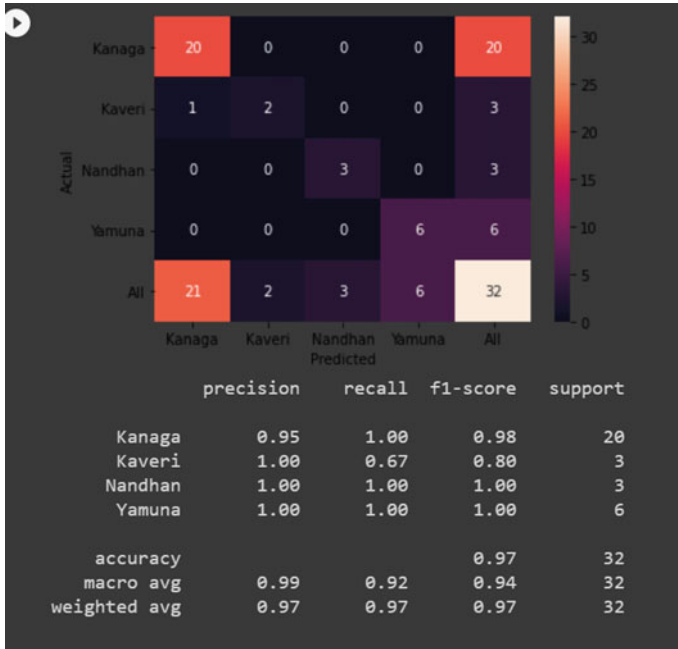 Kanaga 20 0 0 0 20
Kaveri 1 2 0 0 3
Nandhan 0 0 3 0 3
Yamuna 0 0 0 6 6
All 21 2 3 6 32
Actual
Kanaga Kaveri Nandhan Yamuna All
Predicted
30
25
20
15
10
5
0
precision recall f1-score support
Kanaga 0.95 1.00 0.98 20
Kaveri 1.00 0.67 0.80 3
Nandhan 1.00 1.00 1.00 3
Yamuna 1.00 1.00 1.00 6
accuracy 0.97 32
macro avg 0.99 0.92 0.94 32
weighted avg 0.97 0.97 0.97 32